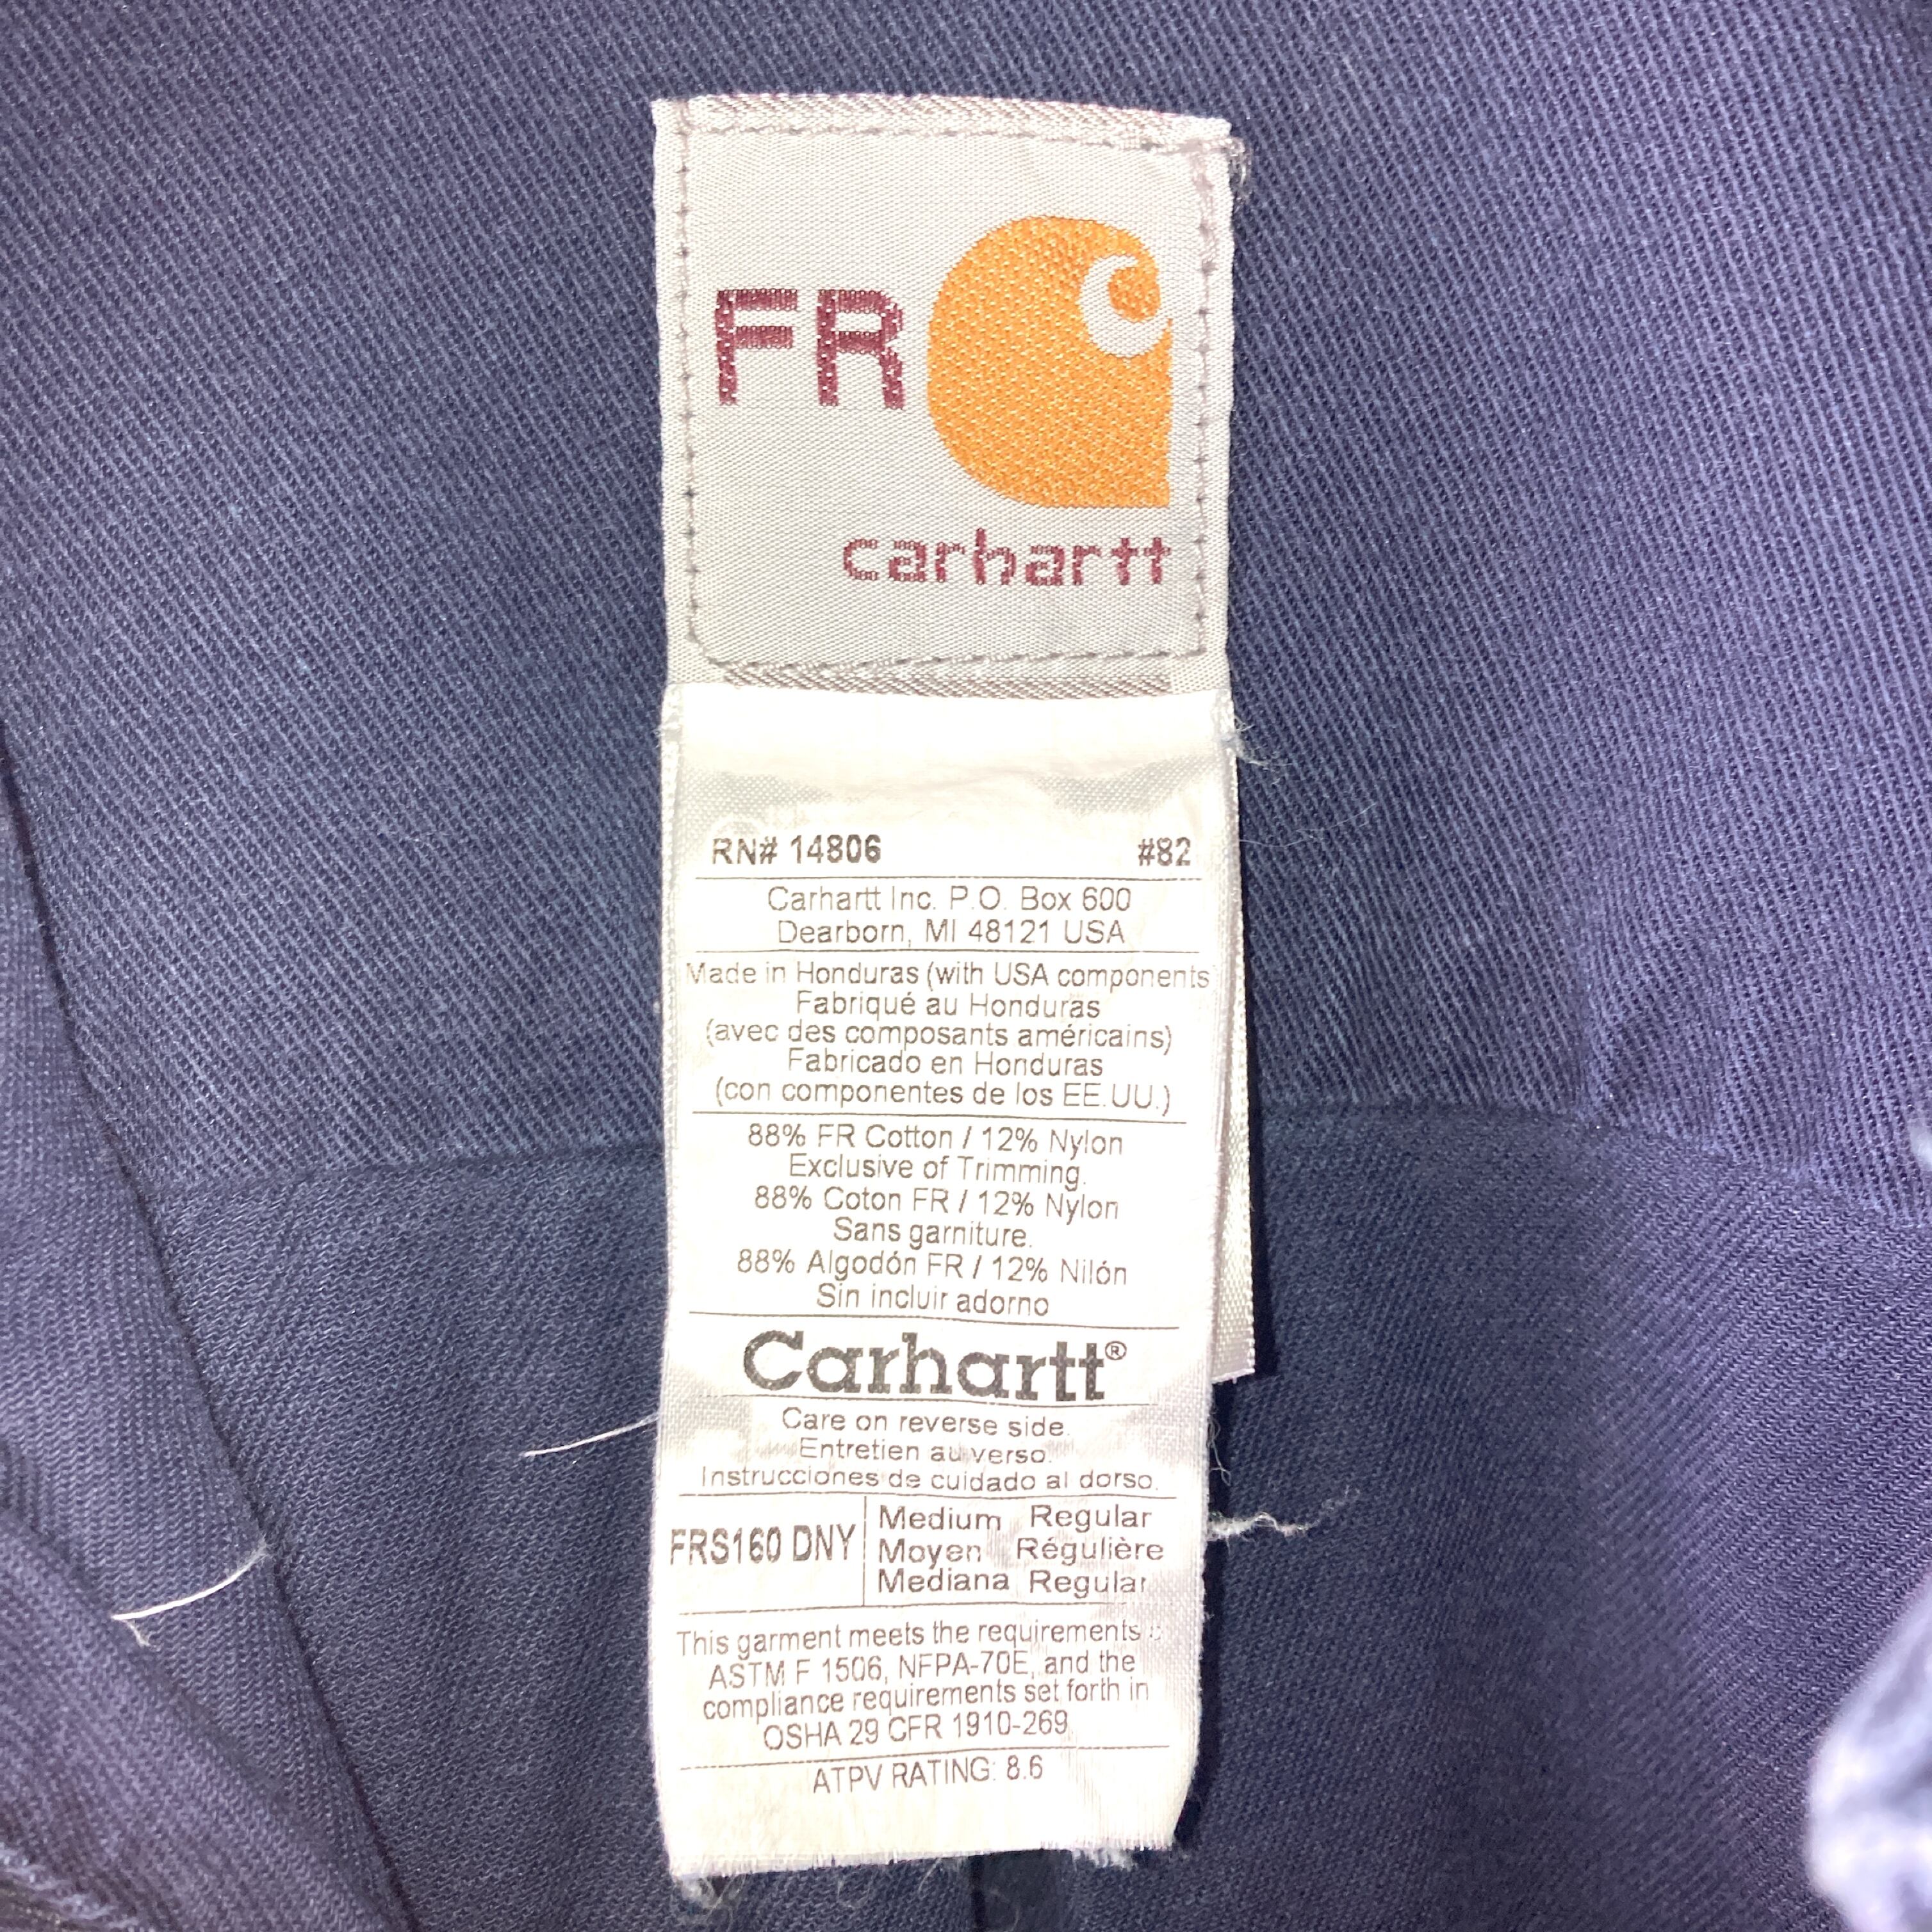 FR
carhartt
RN# 14806 #82
Carhartt Inc. P.O. Box 600
Dearborn, MI 48121 USA
Made in Honduras (with USA components
Fabriqué au Honduras
(avec des composants américains)
Fabricado en Honduras
(con componentes de los EE.UU.)
88% FR Cotton / 12% Nylon
Exclusive of Trimming.
88% Coton FR / 12% Nylon
Sans garniture.
88% Algodón FR / 12% Nilón
Sin incluir adorno
Carhartt®
Care on reverse side.
Entretien au verso.
Instrucciones de cuidado al dorso.
FRS160 DNY
Medium Regular
Moyen Régulière
Mediana Regular
This garment meets the requirements
ASTM F 1506, NFPA-70E, and the
compliance requirements set forth in
OSHA 29 CFR 1910-269
ATPV RATING: 8.6